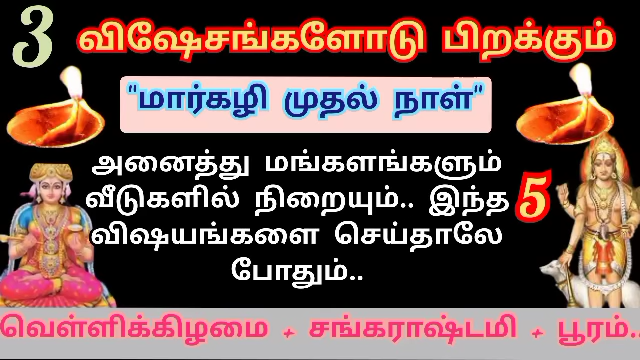 3 விஷேசங்களோடு பிறக்கும்
"மார்கழி முதல் நாள்"
அனைத்து மங்களங்களும்
வீடுகளில் நிறையும்.. இந்த 5
விஷயங்களை செய்தாலே
போதும்..
வெள்ளிக்கிழமை + சங்கராஷ்டமி + பூரம்..